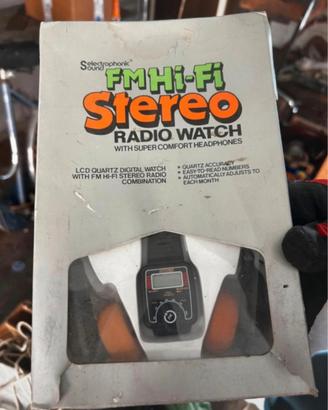 Selectrophonic™
Sound
FM Hi-Fi
Stereo
RADIO WATCH
WITH SUPER COMFORT HEADPHONES
LCD QUARTZ DIGITAL WATCH
WITH FM HI-FI STEREO RADIO
COMBINATION
• QUARTZ ACCURACY
• EASY-TO-READ NUMBERS
• AUTOMATICALLY ADJUSTS TO
EACH MONTH